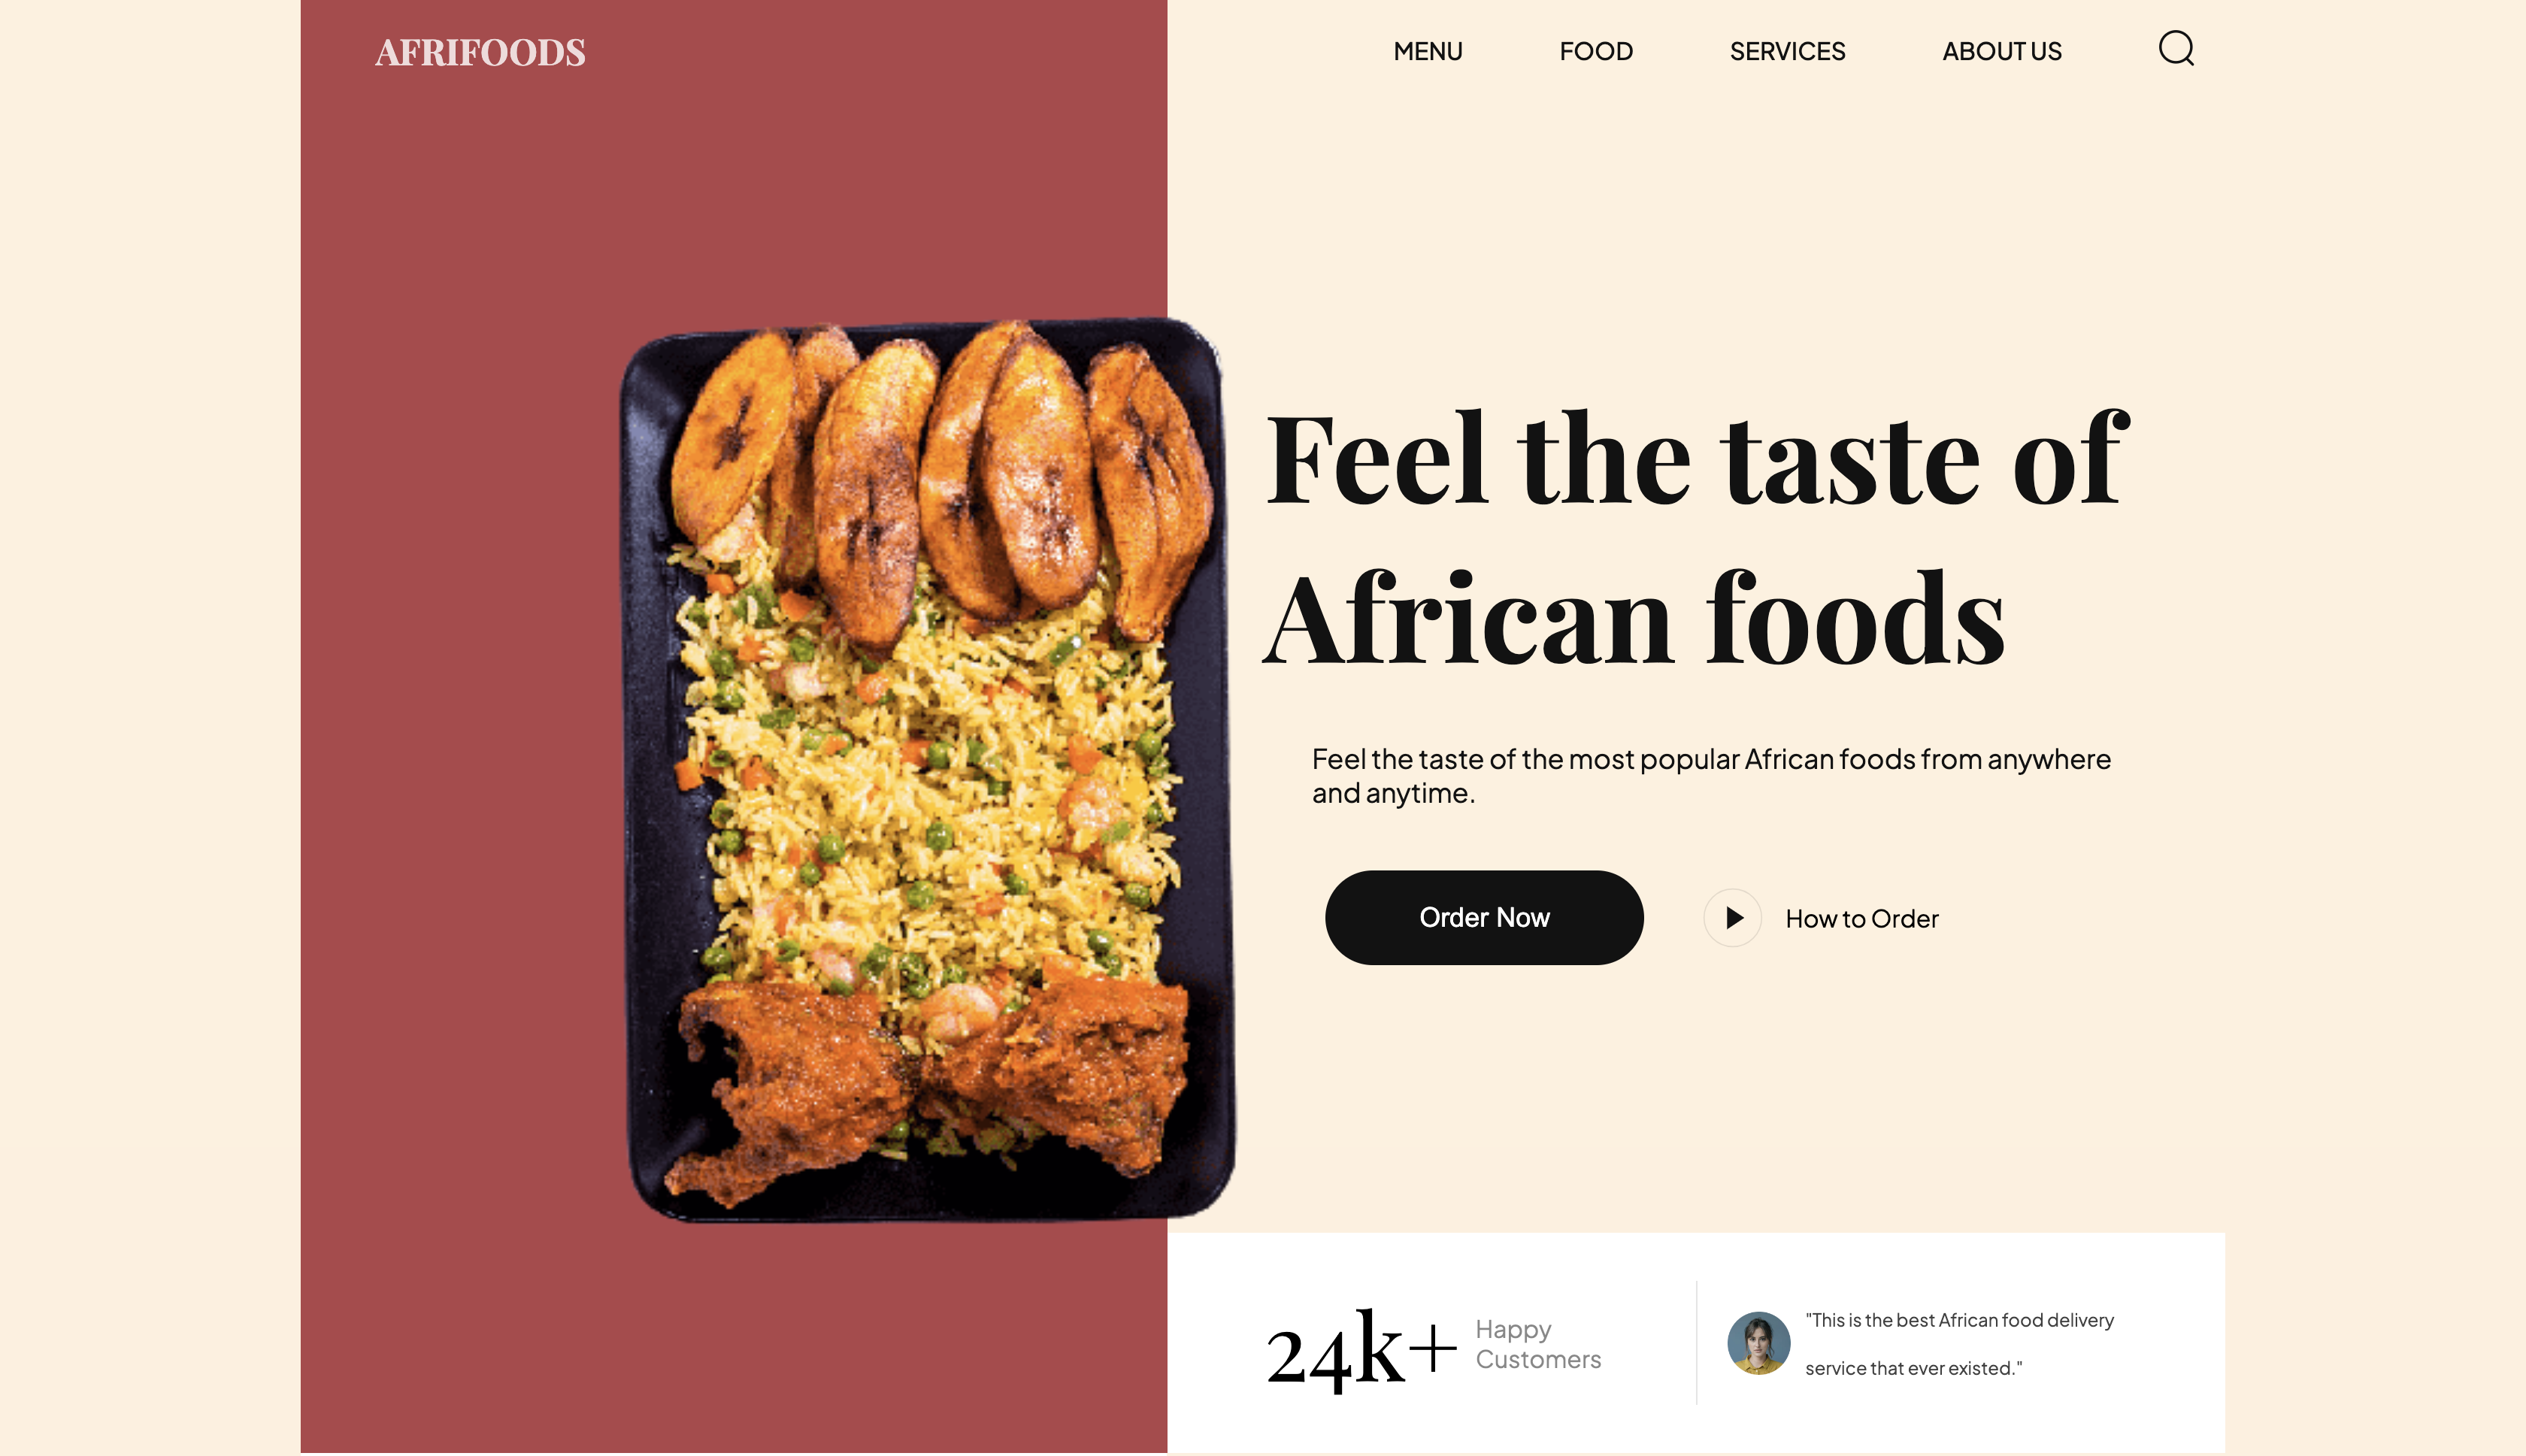 AFRIFOODS
MENU
FOOD
SERVICES
ABOUT US
Feel the taste of
African foods
Feel the taste of the most popular African foods from anywhere
and anytime.
Order Now
How to Order
24k+
Happy
Customers
"This is the best African food delivery
service that ever existed."